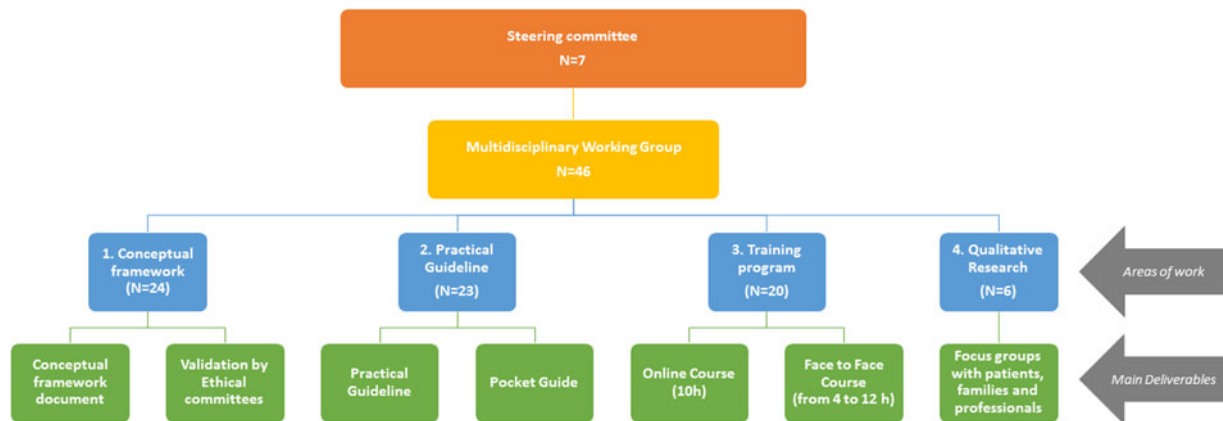 Steering committee
N=7
Multidisciplinary Working Group
N=46
1. Conceptual
framework
(N=24)
2. Practical
Guideline
(N=23)
3. Training
program
(N=20)
4. Qualitative
Research
(N=6)
Areas of work
Conceptual
framework
document
Validation by
Ethical
committees
Practical
Guideline
Pocket Guide
Online Course
(10h)
Face to Face
Course
(from 4 to 12 h)
Focus groups
with patients,
families and
professionals
Main Deliverables